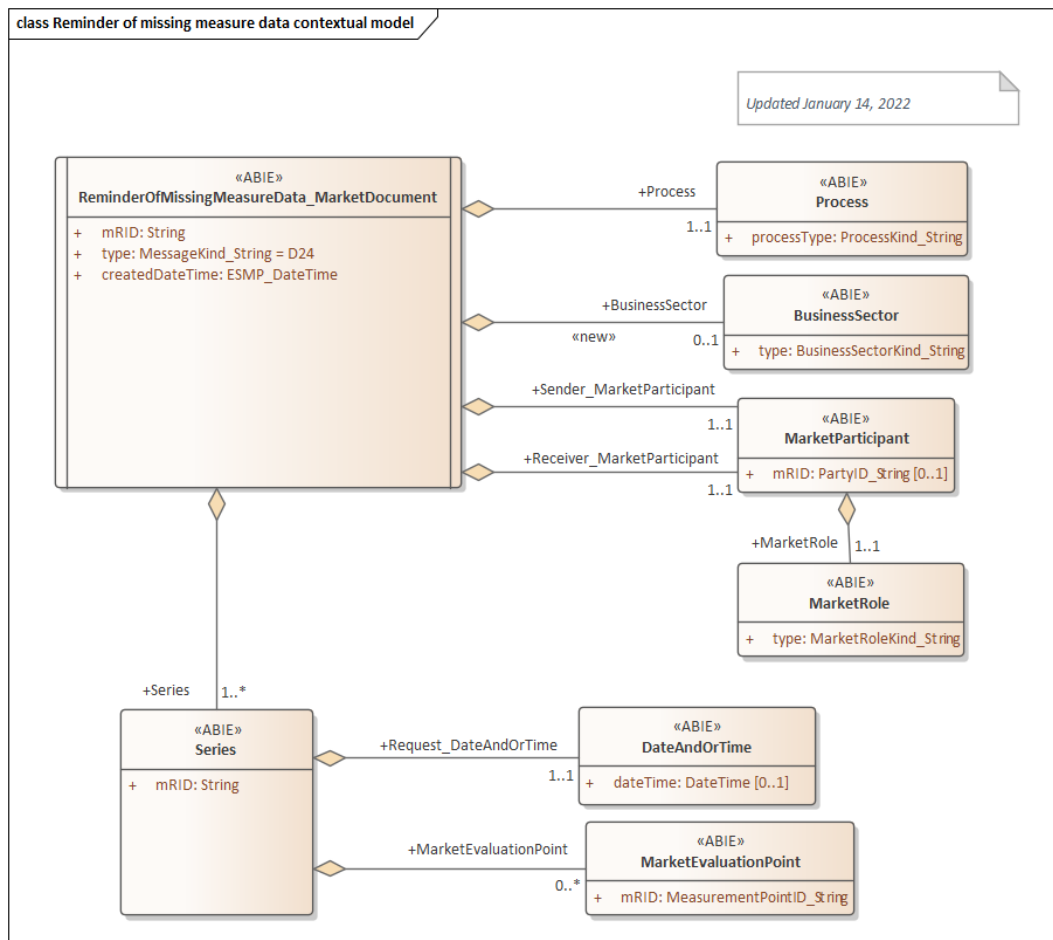 class Reminder of missing measure data contextual model
Updated January 14, 2022
«ABIE»
ReminderOfMissingMeasureData_MarketDocument
+ mRID: String
+ type: MessageKind_String = D24
+ createdDateTime: ESMP_DateTime
+Process
1..1
«ABIE»
Process
+ processType: ProcessKind_String
+BusinessSector
«new»
0..1
«ABIE»
BusinessSector
+ type: BusinessSectorKind_String
+Sender_MarketParticipant
1..1
+Receiver_MarketParticipant
1..1
«ABIE»
MarketParticipant
+ mRID: PartyID_String [0..1]
+MarketRole
1..1
«ABIE»
MarketRole
+ type: MarketRoleKind_String
+Series
1..*
«ABIE»
Series
+ mRID: String
+Request_DateAndOrTime
1..1
«ABIE»
DateAndOrTime
+ dateTime: DateTime [0..1]
+MarketEvaluationPoint
0..*
«ABIE»
MarketEvaluationPoint
+ mRID: MeasurementPointID_String